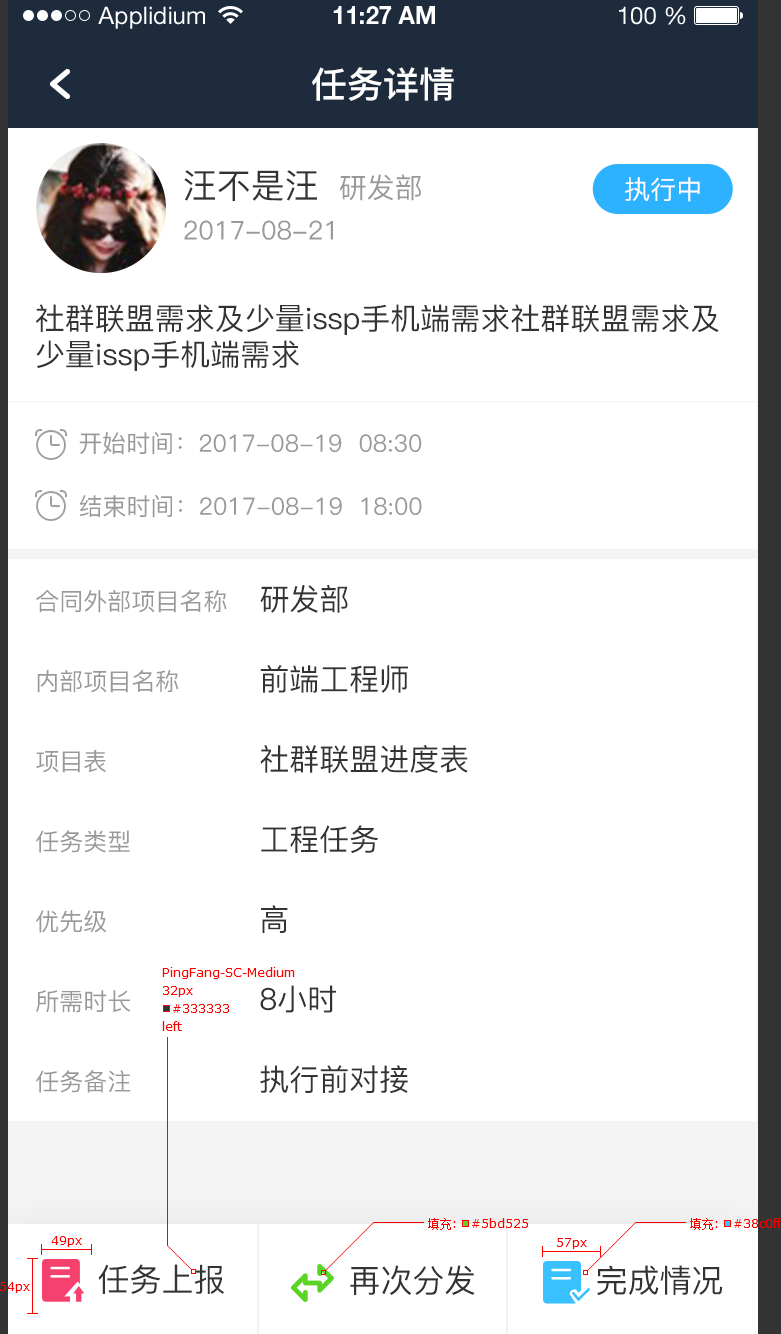 Applidium 11:27 AM 100 %
任务详情
汪不是汪 研发部 执行中
2017-08-21
社群联盟需求及少量issp手机端需求社群联盟需求及
少量issp手机端需求
开始时间：2017-08-19 08:30
结束时间：2017-08-19 18:00
合同外部项目名称 研发部
内部项目名称 前端工程师
项目表 社群联盟进度表
任务类型 工程任务
优先级 高
PingFang-SC-Medium
32px
#333333
left
所需时长 8小时
任务备注 执行前对接
填充: #5bd525 填充: #38c0ff
49px 57px
54px 任务上报 再次分发 完成情况